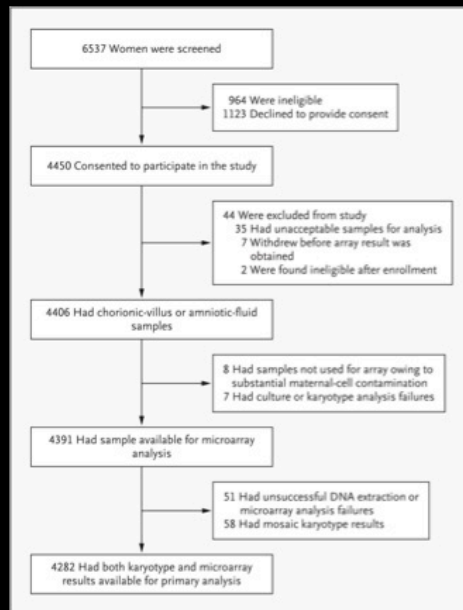 6537 Women were screened
964 Were ineligible
1123 Declined to provide consent
4450 Consented to participate in the study
44 Were excluded from study
35 Had unacceptable samples for analysis
7 Withdrew before array result was
obtained
2 Were found ineligible after enrollment
4406 Had chorionic-villus or amniotic-fluid
samples
8 Had samples not used for array owing to
substantial maternal-cell contamination
7 Had culture or karyotype analysis failures
4391 Had sample available for microarray
analysis
51 Had unsuccessful DNA extraction or
microarray analysis failures
58 Had mosaic karyotype results
4282 Had both karyotype and microarray
results available for primary analysis